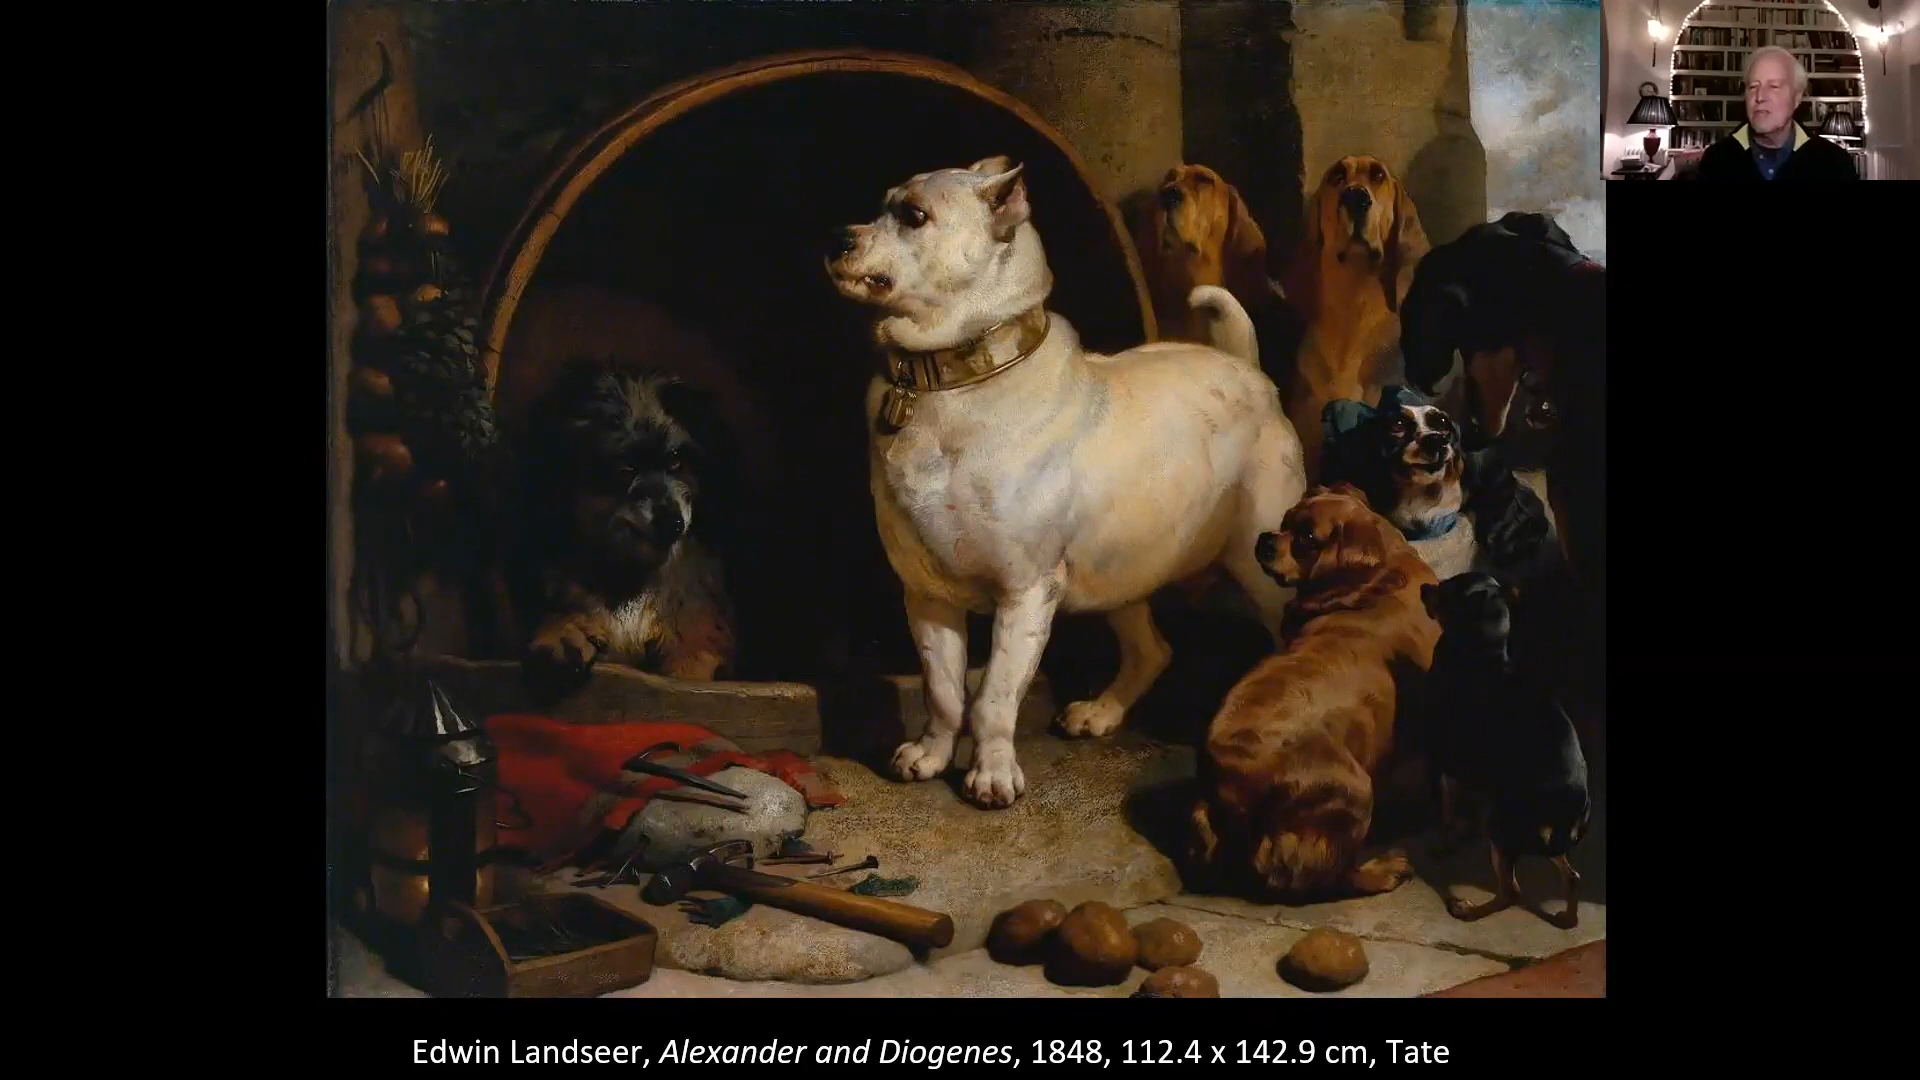 Edwin Landseer, Alexander and Diogenes, 1848, 112.4 x 142.9 cm, Tate